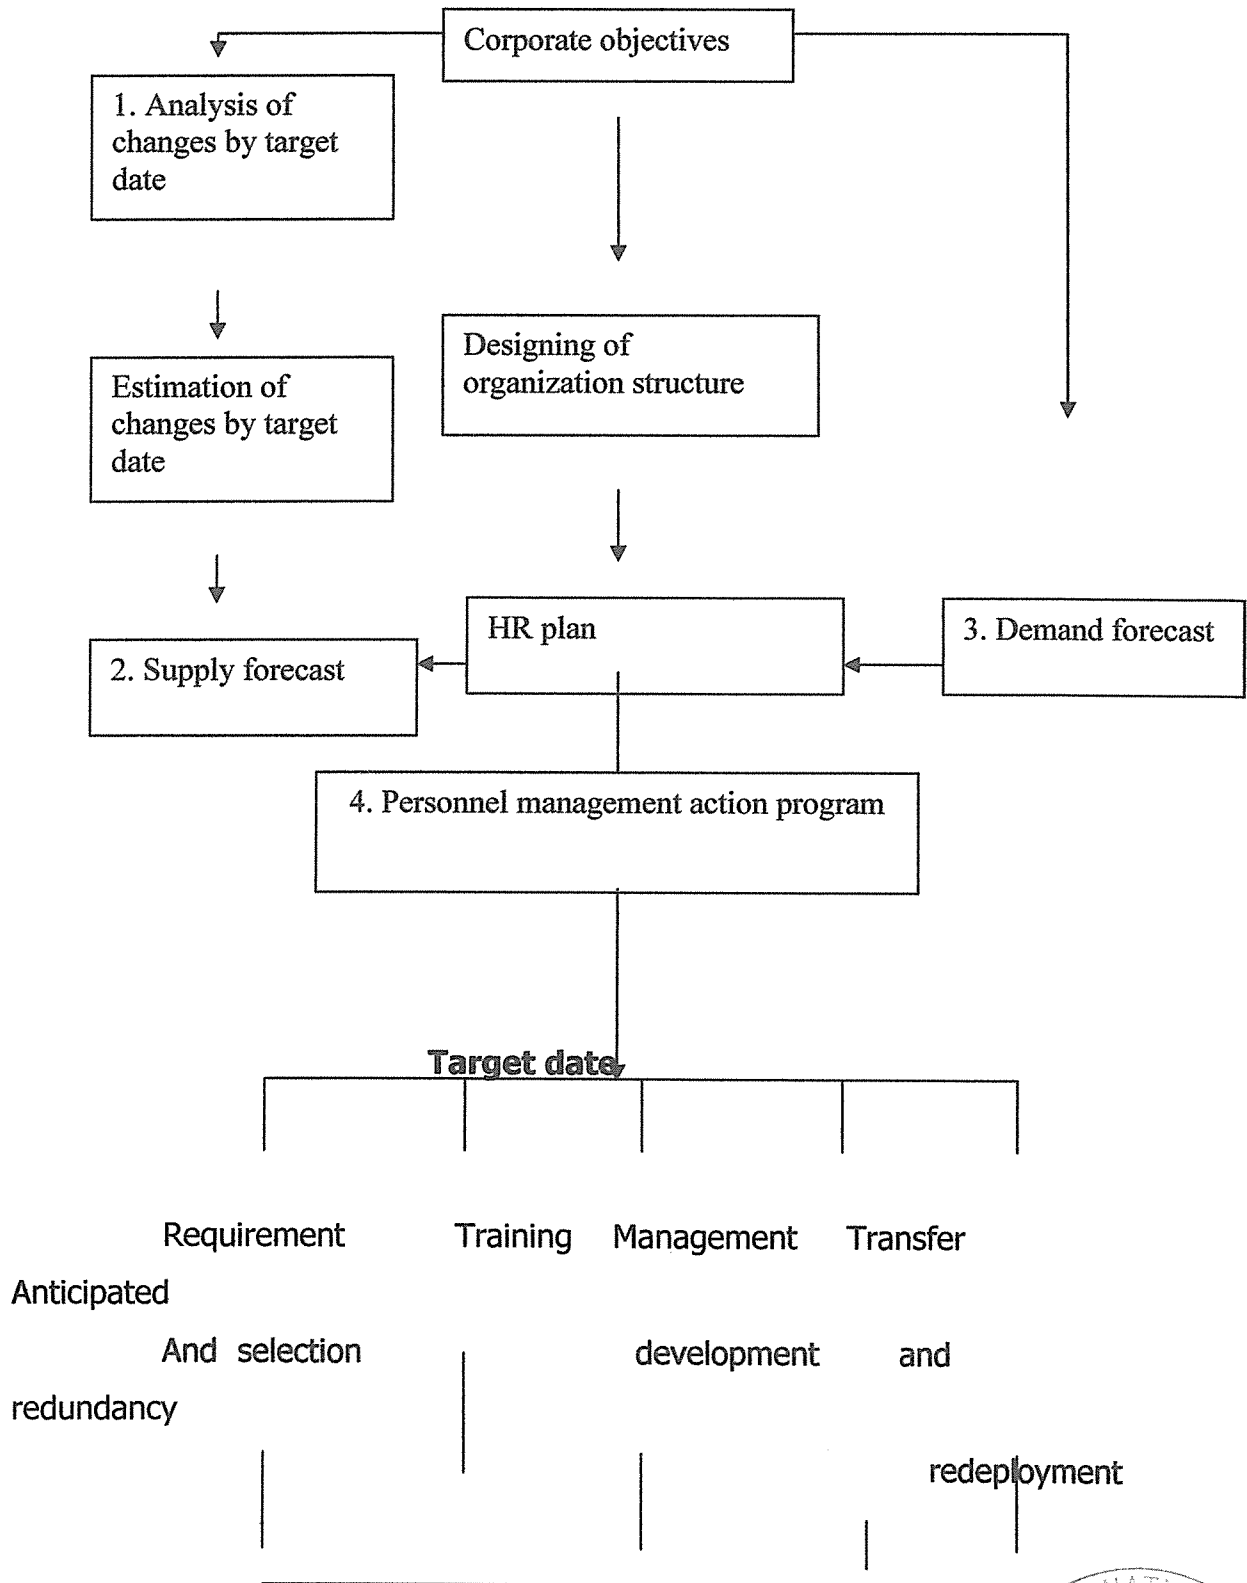 Corporate objectives
1. Analysis of
changes by target
date
Designing of
organization structure
Estimation of
changes by target
date
HR plan
3. Demand forecast
2. Supply forecast
4. Personnel management action program
Target date
Requirement Training Management Transfer
Anticipated
And selection development and
redundancy
redeployment